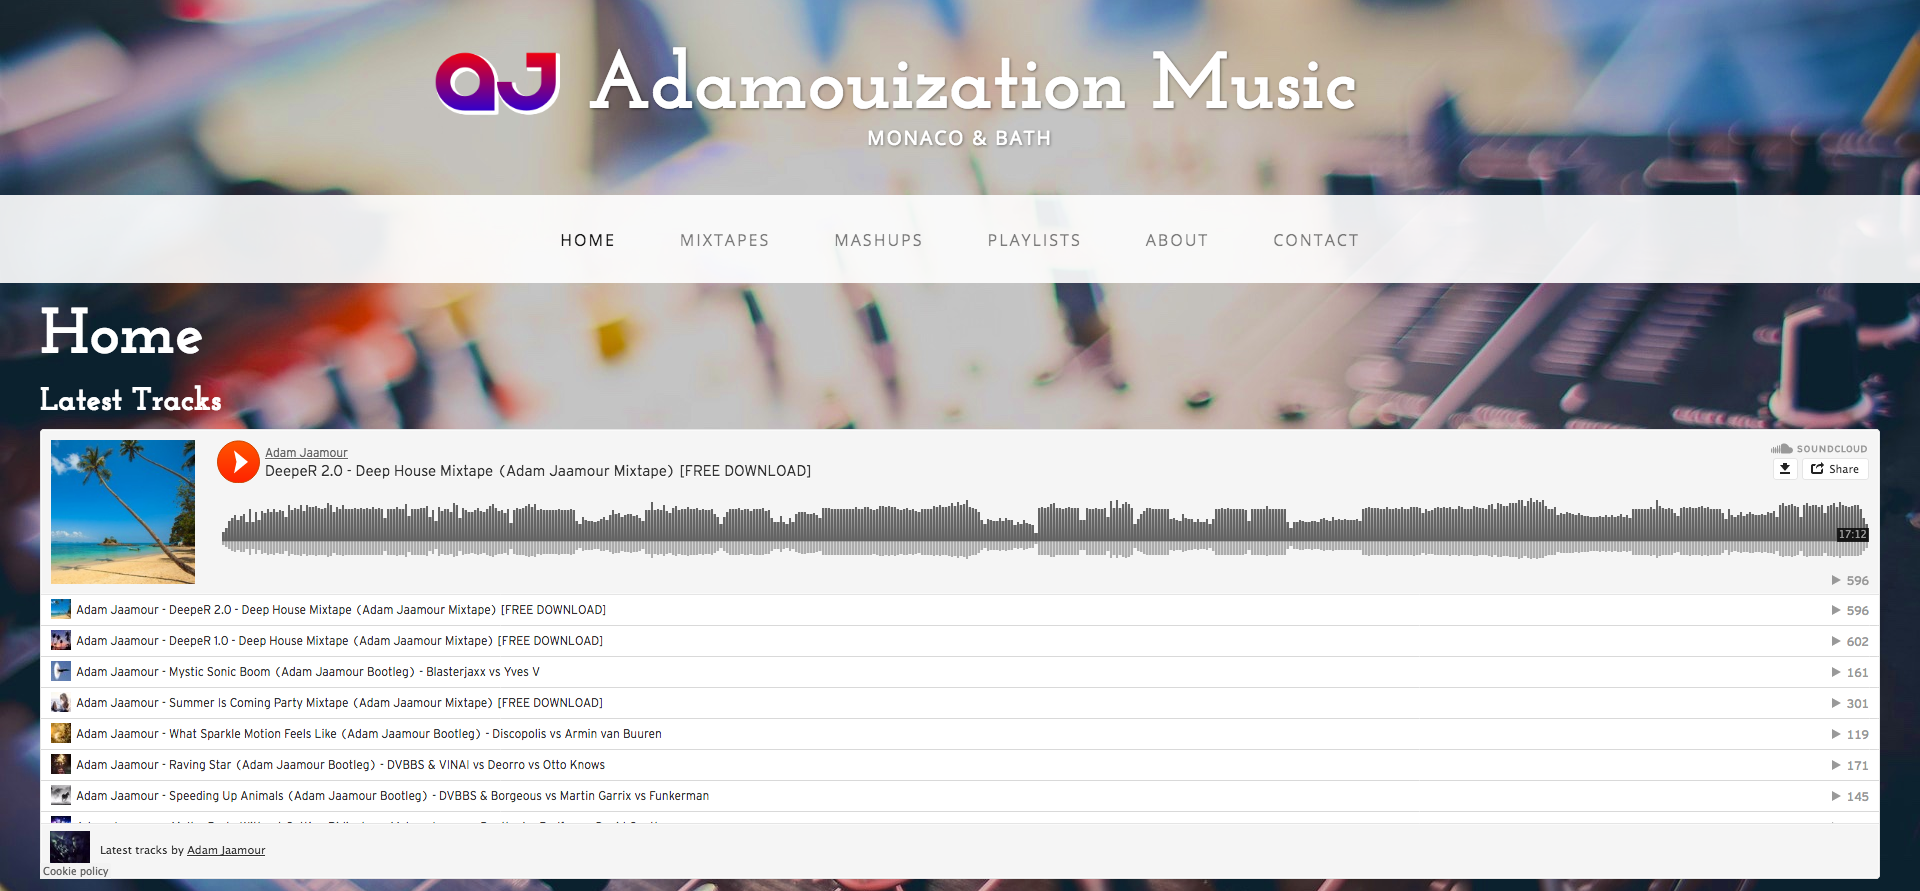 aJ Adamouization Music
MONACO & BATH
HOME MIXTAPES MASHUPS PLAYLISTS ABOUT CONTACT
Home
Latest Tracks
Adam Jaamour
DeepeR 2.0 - Deep House Mixtape (Adam Jaamour Mixtape) [FREE DOWNLOAD]
SOUNDCLOUD
Share
17:12
596
Adam Jaamour - DeepeR 2.0 - Deep House Mixtape (Adam Jaamour Mixtape) [FREE DOWNLOAD] 596
Adam Jaamour - DeepeR 1.0 - Deep House Mixtape (Adam Jaamour Mixtape) [FREE DOWNLOAD] 602
Adam Jaamour - Mystic Sonic Boom (Adam Jaamour Bootleg) - Blasterjaxx vs Yves V 161
Adam Jaamour - Summer Is Coming Party Mixtape (Adam Jaamour Mixtape) [FREE DOWNLOAD] 301
Adam Jaamour - What Sparkle Motion Feels Like (Adam Jaamour Bootleg) - Discopolis vs Armin van Buuren 119
Adam Jaamour - Raving Star (Adam Jaamour Bootleg) - DVBBS & VINAI vs Deorro vs Otto Knows 171
Adam Jaamour - Speeding Up Animals (Adam Jaamour Bootleg) - DVBBS & Borgeous vs Martin Garrix vs Funkerman 145
Latest tracks by Adam Jaamour
Cookie policy